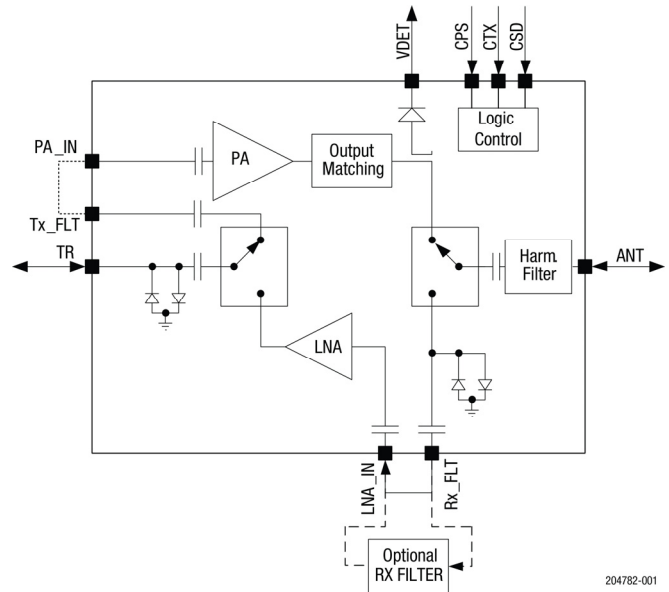 VDET
CPS
CTX
CSD
Logic
Control
PA_IN
PA
Output
Matching
Tx_FLT
TR
Harm.
Filter
ANT
LNA
LNA_IN
Rx_FLT
Optional
RX FILTER
204782-001